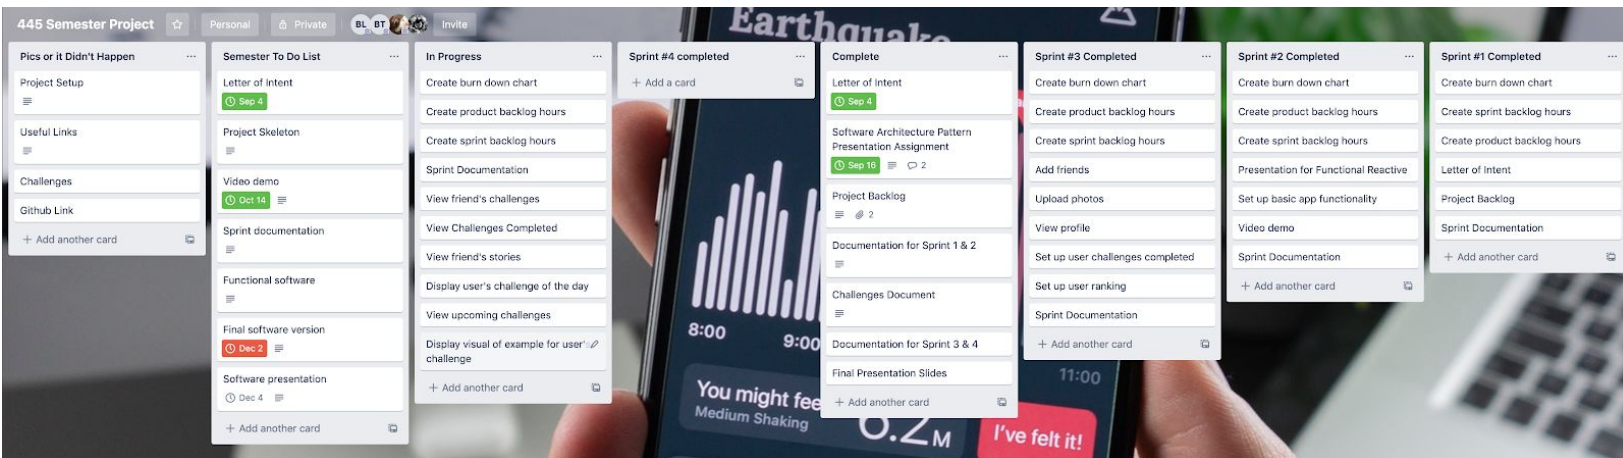 445 Semester Project
Personal
Private
BL
BT
Invite
Pics or it Didn't Happen
Project Setup
Useful Links
Challenges
Github Link
+ Add another card
Semester To Do List
Letter of Intent
Sep 4
Project Skeleton
Video demo
Oct 14
Sprint documentation
Functional software
Final software version
Dec 2
Software presentation
Dec 4
+ Add another card
In Progress
Create burn down chart
Create product backlog hours
Create sprint backlog hours
Sprint Documentation
View friend's challenges
View Challenges Completed
View friend's stories
Display user's challenge of the day
View upcoming challenges
Display visual of example for user's
challenge
+ Add another card
Sprint #4 completed
+ Add a card
Complete
Letter of Intent
Sep 4
Software Architecture Pattern
Presentation Assignment
Sep 16
2
Project Backlog
2
Documentation for Sprint 1 & 2
Challenges Document
Documentation for Sprint 3 & 4
Final Presentation Slides
+ Add another card
Sprint #3 Completed
Create burn down chart
Create product backlog hours
Create sprint backlog hours
Add friends
Upload photos
View profile
Set up user challenges completed
Set up user ranking
Sprint Documentation
+ Add another card
Sprint #2 Completed
Create burn down chart
Create product backlog hours
Create sprint backlog hours
Presentation for Functional Reactive
Set up basic app functionality
Video demo
Sprint Documentation
+ Add another card
Sprint #1 Completed
Create burn down chart
Create sprint backlog hours
Create product backlog hours
Letter of Intent
Project Backlog
Sprint Documentation
+ Add another card
Earthquake
8:00
9:00
11:00
You might fee
Medium Shaking
6.2 M
I've felt it!